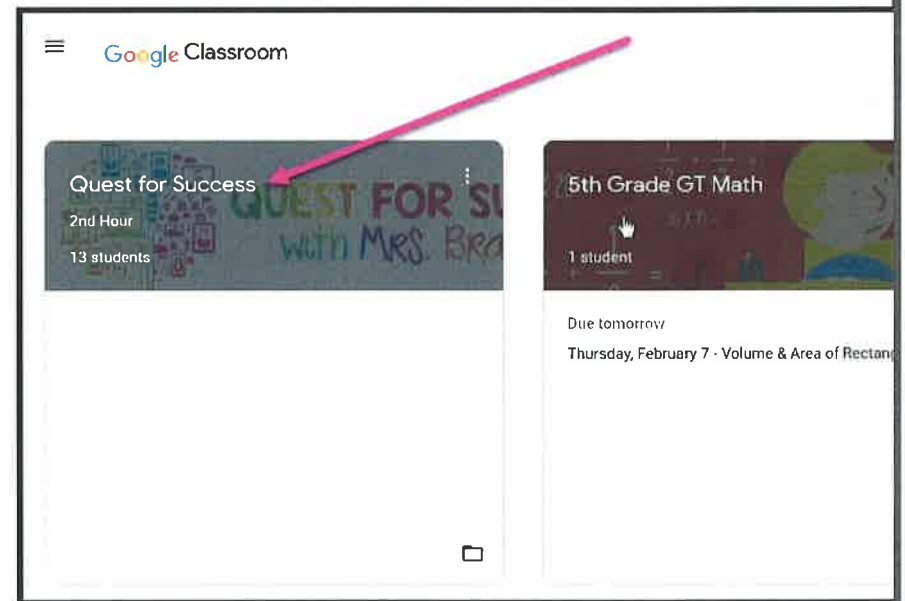 Google Classroom
Quest for Success
2nd Hour
13 students
QUEST FOR SU
with MRS. BRA
5th Grade GT Math
1 student
Due tomorrow
Thursday, February 7 - Volume & Area of Rectang